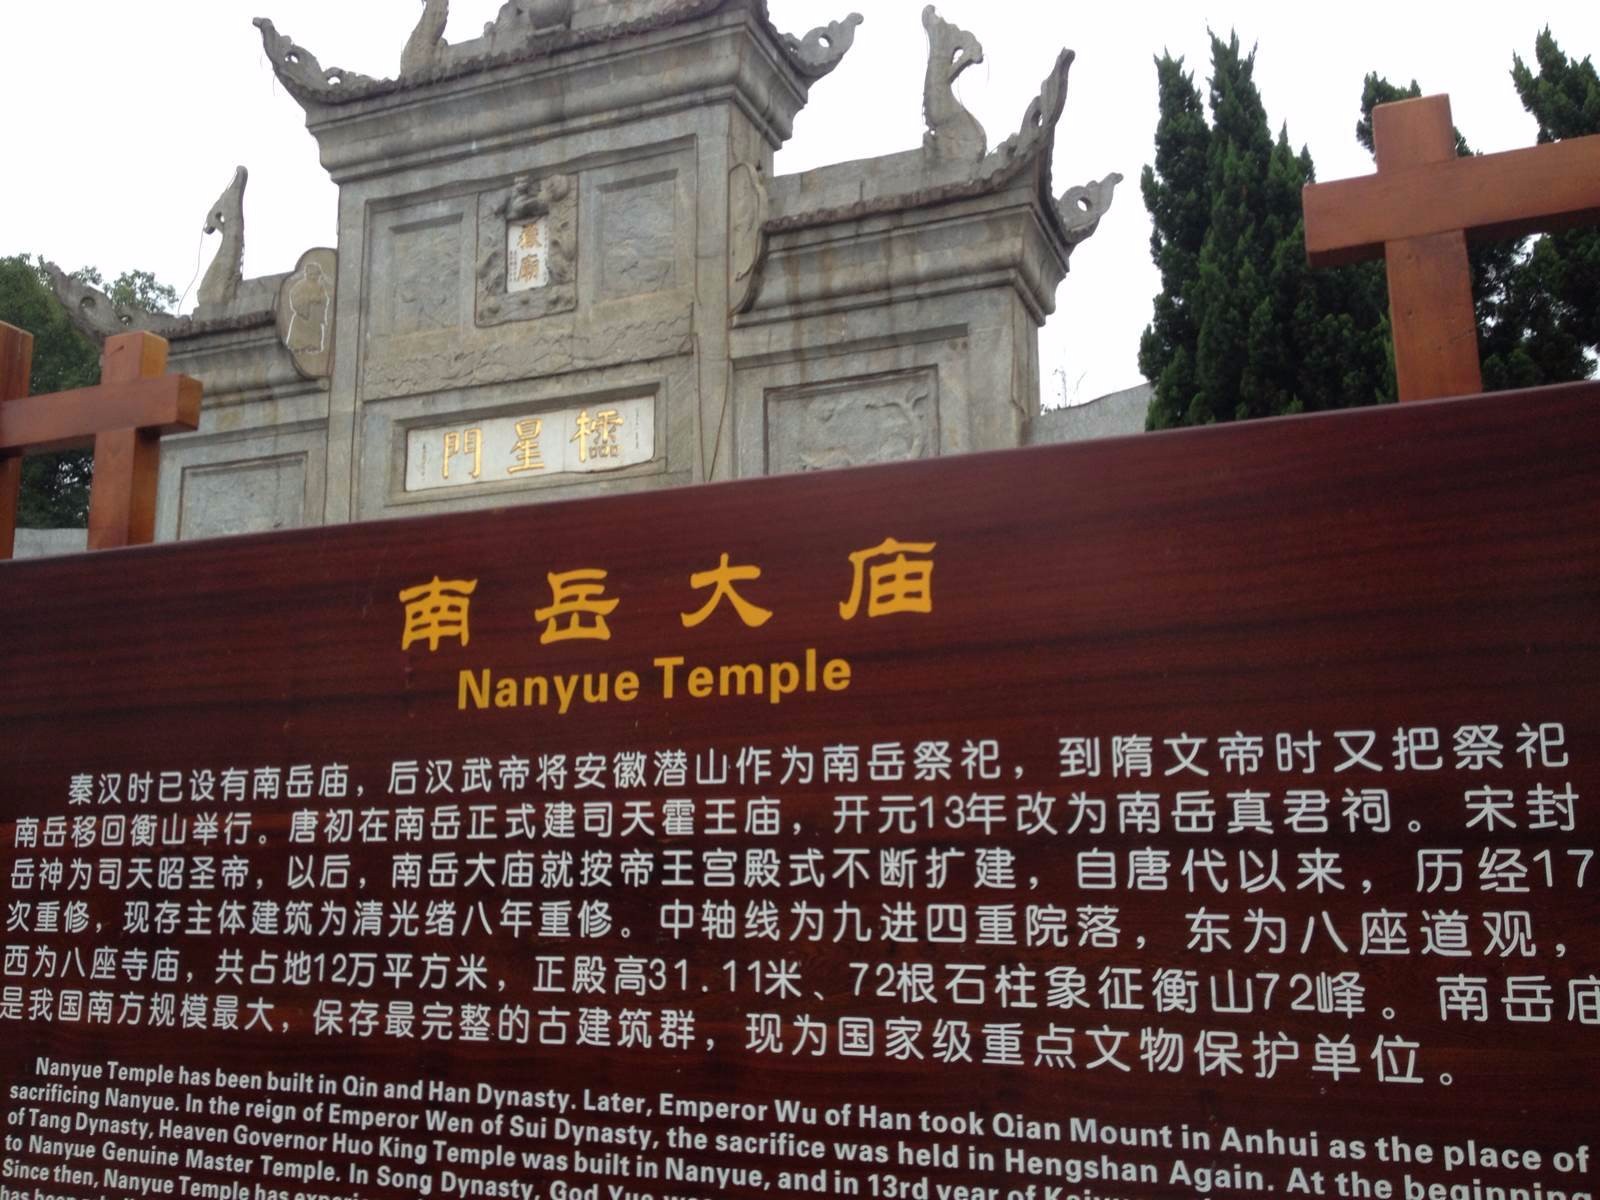 嶽廟
門星欞
南岳大庙
Nanyue Temple
秦汉时已设有南岳庙，后汉武帝将安徽潜山作为南岳祭祀，到隋文帝时又把祭祀
南岳移回衡山举行。唐初在南岳正式建司天霍王庙，开元13年改为南岳真君祠。宋封
岳神为司天昭圣帝，以后，南岳大庙就按帝王宫殿式不断扩建，自唐代以来，历经17
次重修，现存主体建筑为清光绪八年重修。中轴线为九进四重院落，东为八座道观，
西为八座寺庙，共占地12万平方米，正殿高31.11米、72根石柱象征衡山72峰。南岳庙
是我国南方规模最大，保存最完整的古建筑群，现为国家级重点文物保护单位。
Nanyue Temple has been built in Qin and Han Dynasty. Later, Emperor Wu of Han took Qian Mount in Anhui as the place of
sacrificing Nanyue. In the reign of Emperor Wen of Sui Dynasty, the sacrifice was held in Hengshan Again. At the beginning
of Tang Dynasty, Heaven Governor Huo King Temple was built in Nanyue, and in 13rd year of
to Nanyue Genuine Master Temple. In Song Dynasty, God Yue
Since then, Nanyue Temple has
has been